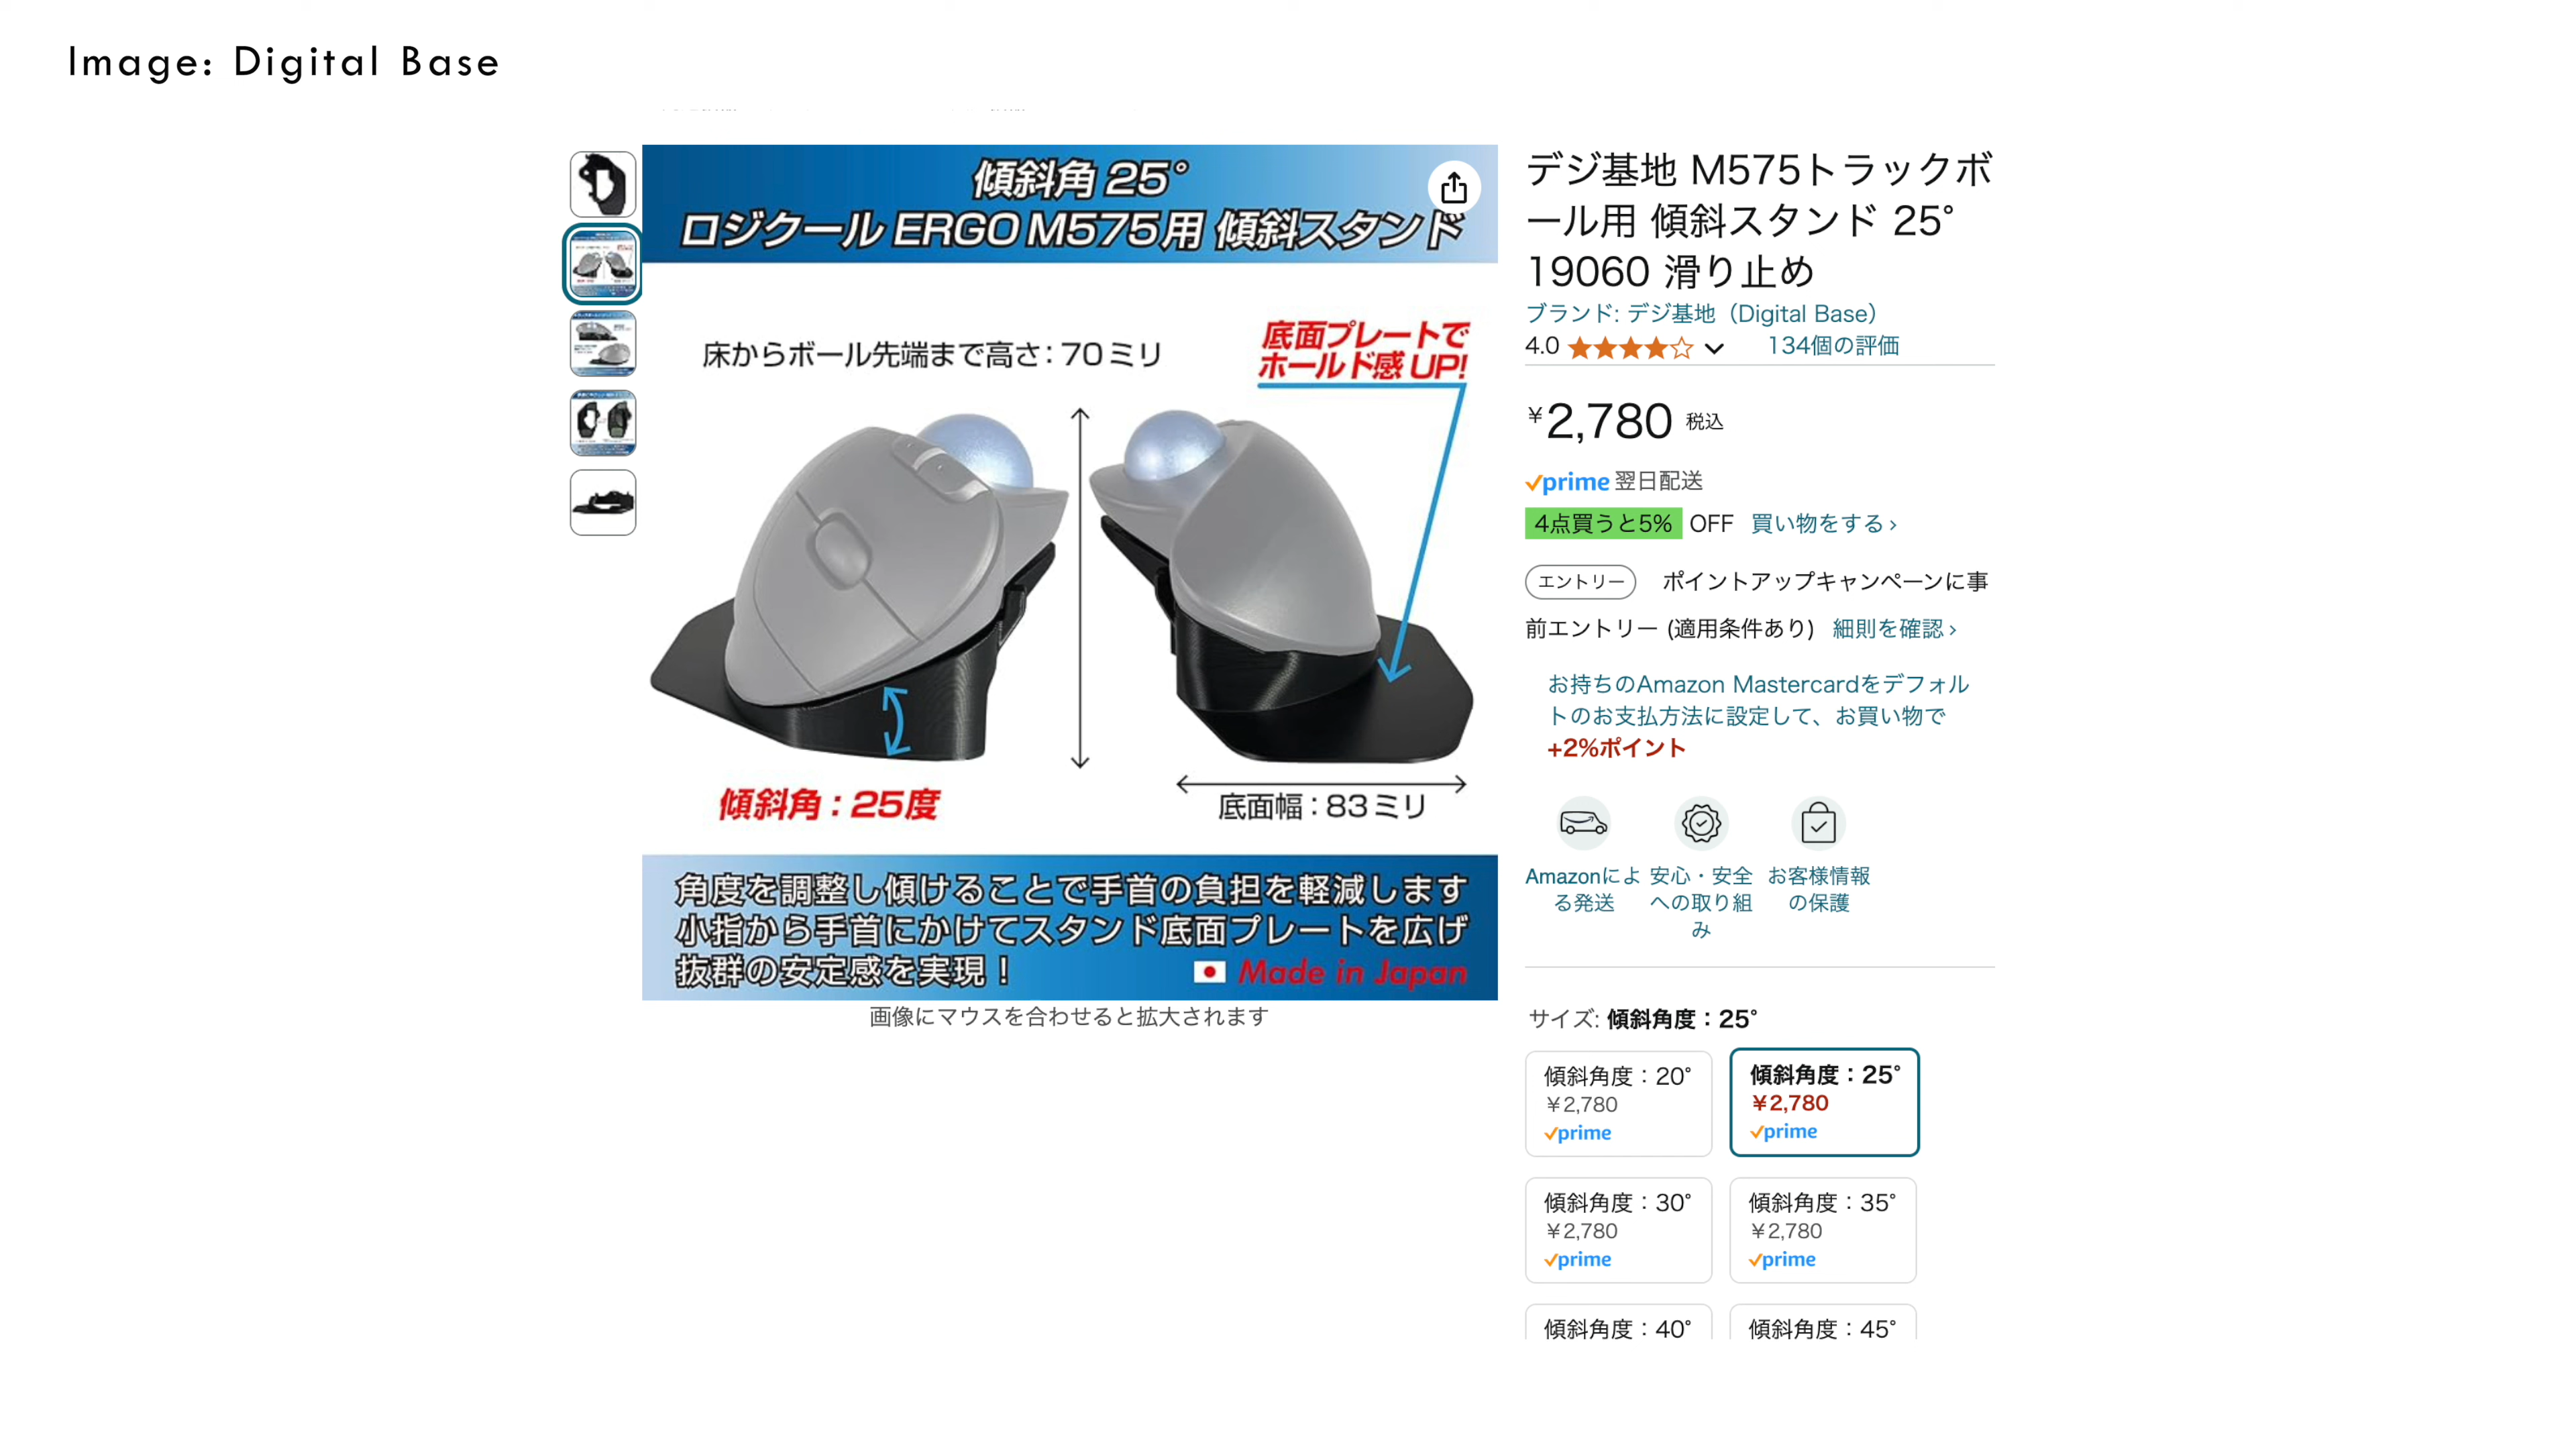 Image: Digital Base
傾斜角 25°
ロジクール ERGO M575用 傾斜スタンド
床からボール先端まで高さ：70ミリ
底面プレートで
ホールド感 UP!
傾斜角：25度
底面幅：83ミリ
角度を調整し傾けることで手首の負担を軽減します
小指から手首にかけてスタンド底面プレートを広げ
抜群の安定感を実現！
Made in Japan
画像にマウスを合わせると拡大されます
デジ基地 M575トラックボ
ール用 傾斜スタンド 25°
19060 滑り止め
ブランド: デジ基地（Digital Base）
4.0 134個の評価
¥2,780 税込
prime 翌日配送
4点買うと5% OFF 買い物をする ›
エントリー ポイントアップキャンペーンに事
前エントリー (適用条件あり) 細則を確認 ›
お持ちのAmazon Mastercardをデフォル
トのお支払方法に設定して、お買い物で
+2%ポイント
Amazonによ
る発送
安心・安全
への取り組
み
お客様情報
の保護
サイズ: 傾斜角度：25°
傾斜角度：20°
¥2,780
prime
傾斜角度：25°
¥2,780
prime
傾斜角度：30°
¥2,780
prime
傾斜角度：35°
¥2,780
prime
傾斜角度：40°
傾斜角度：45°